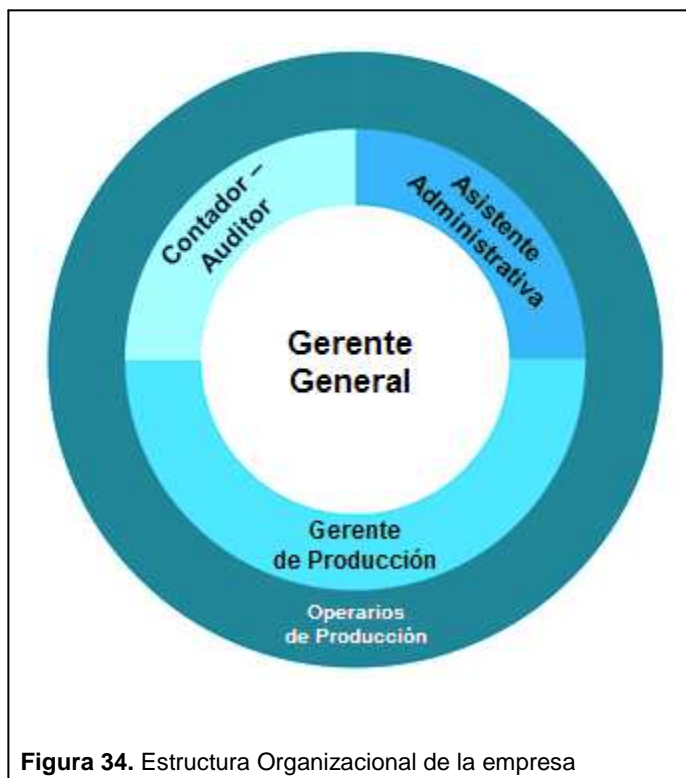 Contador –
Auditor
Asistente
Administrativa
Gerente
General
Gerente
de Producción
Operarios
de Producción
Figura 34. Estructura Organizacional de la empresa